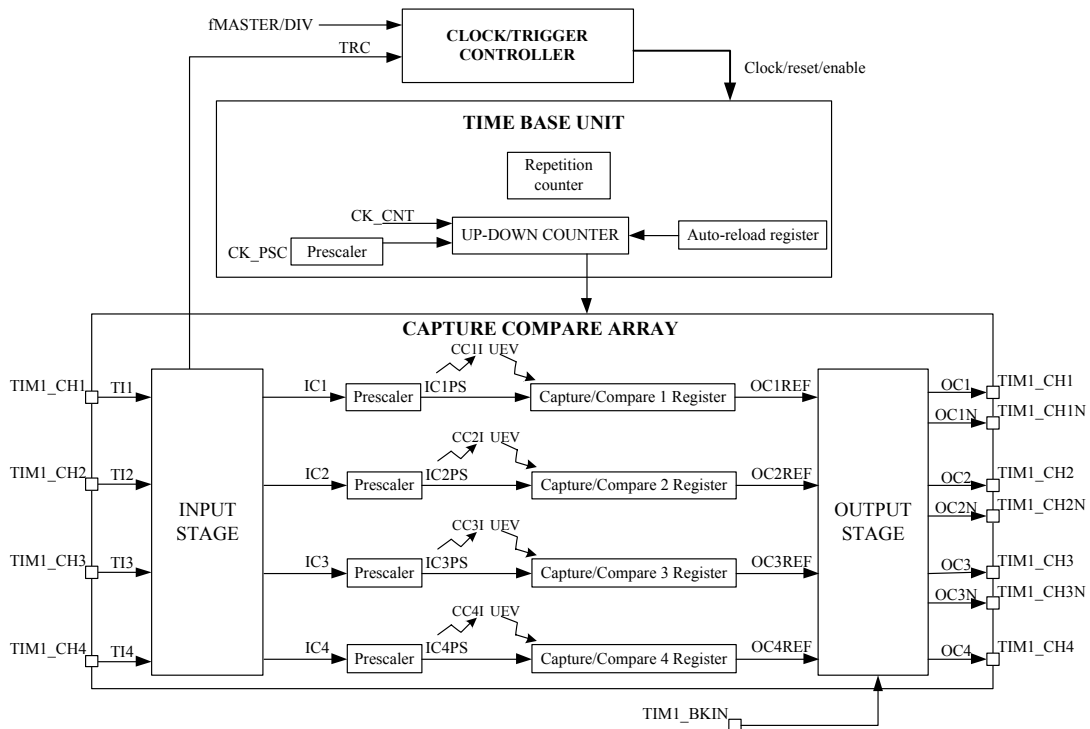 fMASTER/DIV
TRC
CLOCK/TRIGGER
CONTROLLER
Clock/reset/enable
TIME BASE UNIT
Repetition
counter
CK_CNT
UP-DOWN COUNTER
Auto-reload register
CK_PSC
Prescaler
CAPTURE COMPARE ARRAY
TIM1_CH1
TI1
INPUT
STAGE
IC1
Prescaler
CC1I
UEV
IC1PS
Capture/Compare 1 Register
OC1REF
OUTPUT
STAGE
OC1
TIM1_CH1
OC1N
TIM1_CH1N
TIM1_CH2
TI2
IC2
Prescaler
CC2I
UEV
IC2PS
Capture/Compare 2 Register
OC2REF
OC2
TIM1_CH2
OC2N
TIM1_CH2N
TIM1_CH3
TI3
IC3
Prescaler
CC3I
UEV
IC3PS
Capture/Compare 3 Register
OC3REF
OC3
TIM1_CH3
OC3N
TIM1_CH3N
TIM1_CH4
TI4
IC4
Prescaler
CC4I
UEV
IC4PS
Capture/Compare 4 Register
OC4REF
OC4
TIM1_CH4
TIM1_BKIN